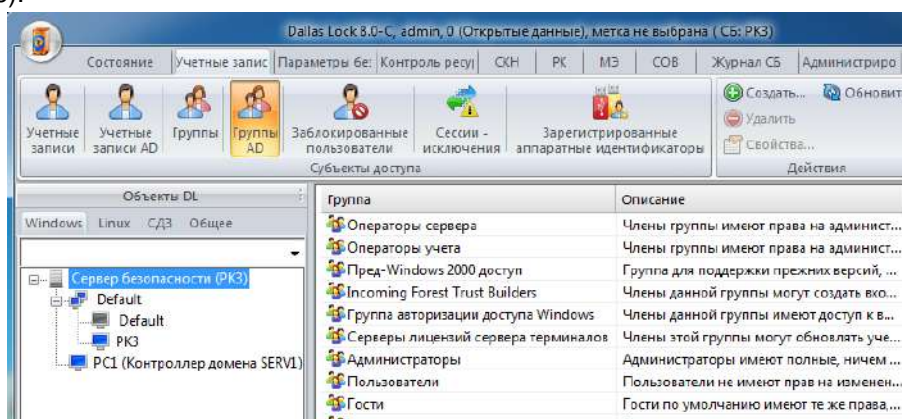 Dallas Lock 8.0-C, admin, 0 (Открытые данные), метса не выбрана ( СБ: РК3)
Состояние Учетные запис Параметры бе: Контроль ресур СКН РК МЭ СОВ Журнал СБ Администриро
Учетные записи
Учетные записи AD
Группы
Группы AD
Заблокированные пользователи
Сессии - исключения
Зарегистрированные аппаратные идентификаторы
Субъекты доступа
Создать...
Обновит
Удалить
Свойства...
Действия
Объекты DL
Windows Linux СДЗ Общее
Сервер безопасности (РК3)
Default
Default
РК3
РС1 (Контроллер домена SERV1)
Группа Описание
Операторы сервера Члены группы имеют права на админист...
Операторы учета Члены группы имеют права на админист...
Пред-Windows 2000 доступ Группа для поддержки прежних версий, ...
Incoming Forest Trust Builders Члены данной группы могут создать вхо...
Группа авторизации доступа Windows Члены данной группы имеют доступ к в...
Серверы лицензий сервера терминалов Члены этой группы могут обновлять уче...
Администраторы Администраторы имеют полные, ничем ...
Пользователи Пользователи не имеют прав на изменен...
Гости Гости по умолчанию имеют те же права,...